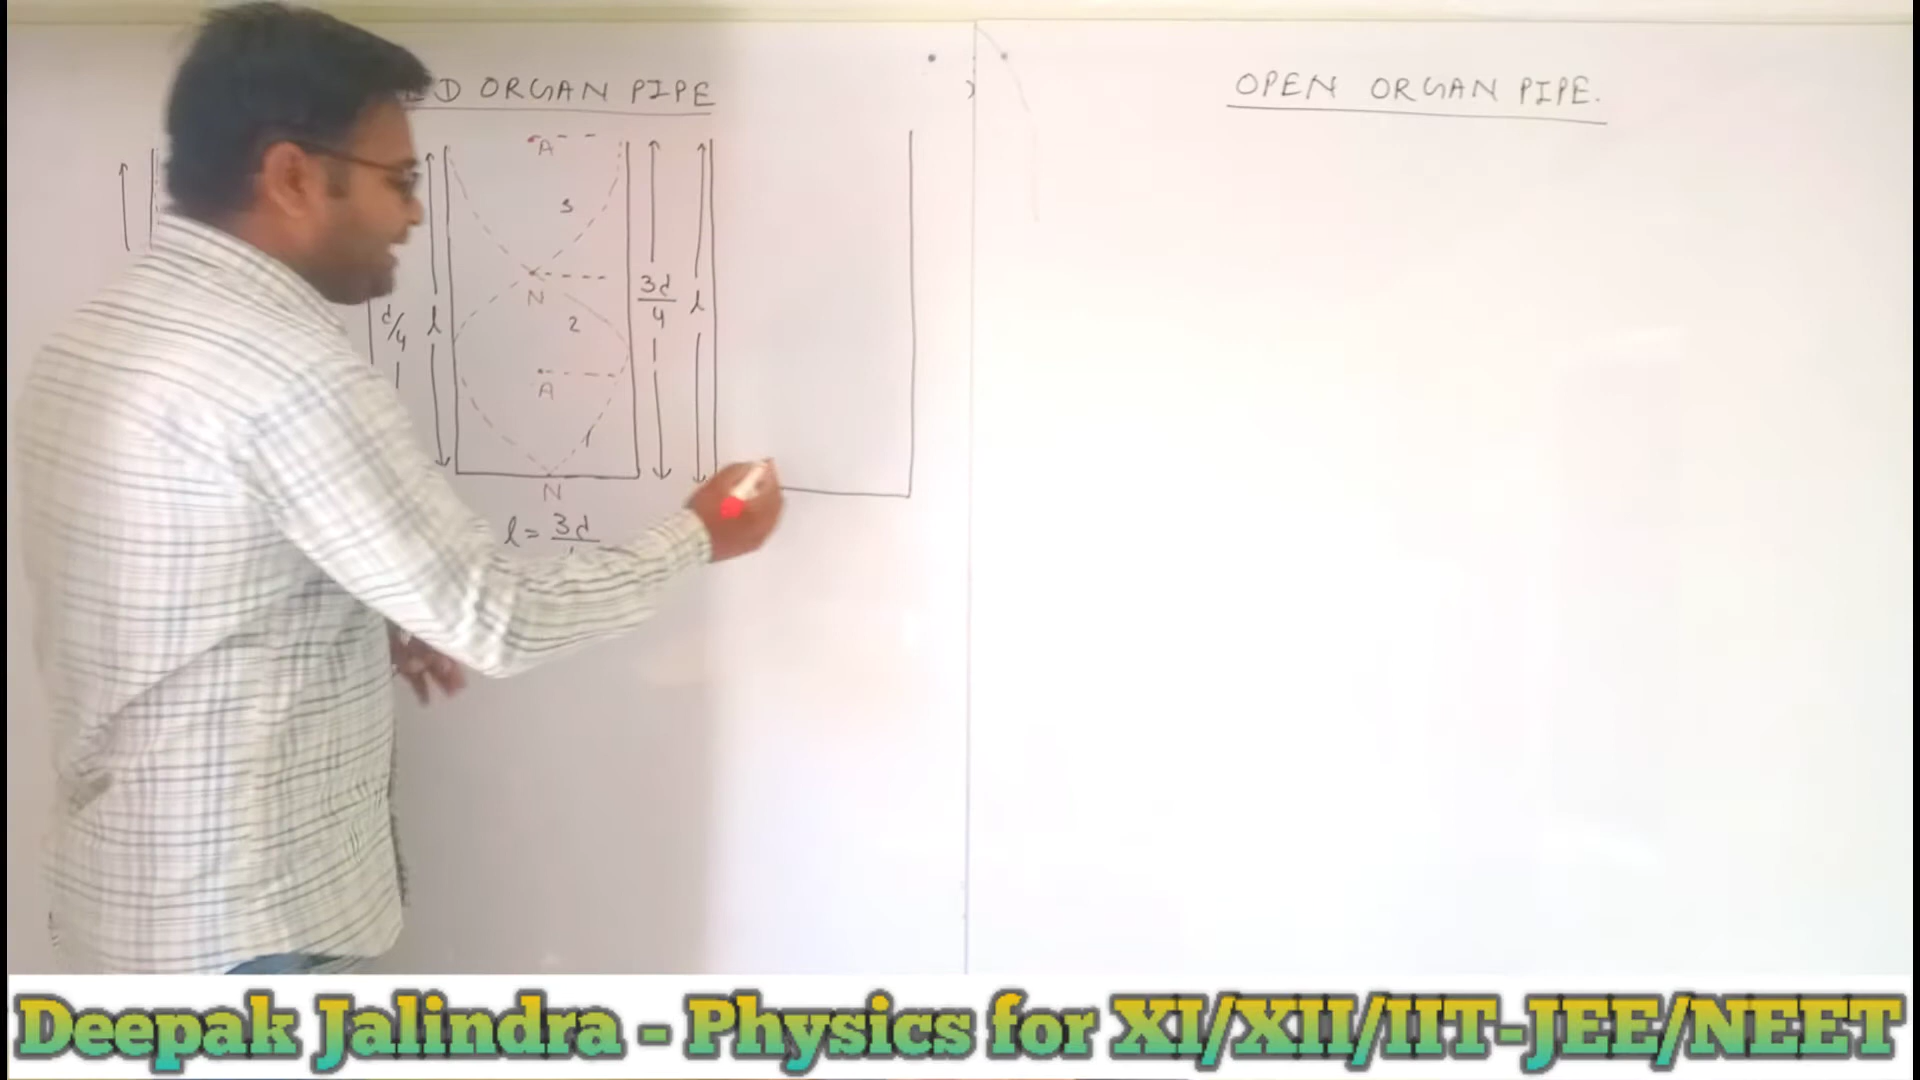 ED ORGAN PIPE
OPEN ORGAN PIPE.
A
3
N
2
A
1
N
λ/4
l
3λ/4
l
l = 3λ
Deepak Jalindra - Physics for XI/XII/IIT-JEE/NEET